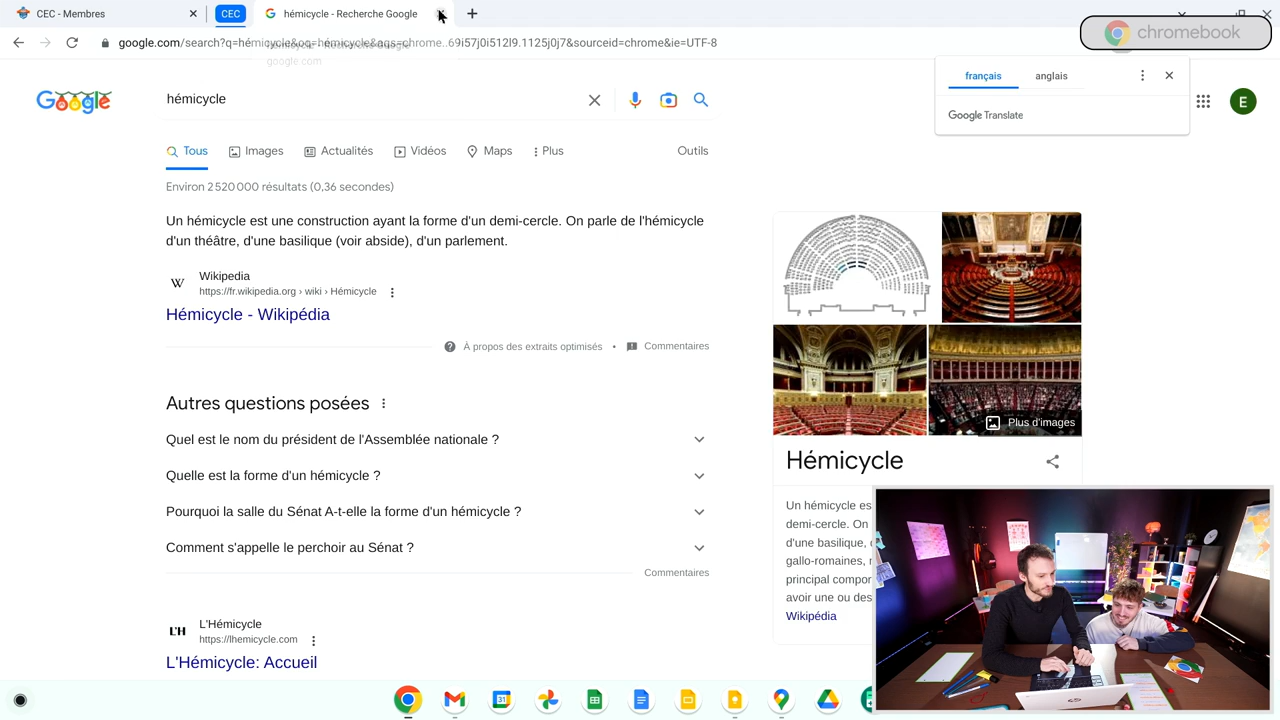 CEC - Membres
CEC
hémicycle - Recherche Google
google.com/search?q=hémicycle&oq=hémicycle&aqs=chrome..69i57j0i512l9.1125j0j7&sourceid=chrome&ie=UTF-8
google.com
chromebook
français
anglais
Google Translate
Google
hémicycle
E
Tous
Images
Actualités
Vidéos
Maps
Plus
Outils
Environ 2 520 000 résultats (0,36 secondes)
Un hémicycle est une construction ayant la forme d'un demi-cercle. On parle de l'hémicycle
d'un théâtre, d'une basilique (voir abside), d'un parlement.
W
Wikipedia
https://fr.wikipedia.org › wiki › Hémicycle
Hémicycle - Wikipédia
À propos des extraits optimisés
•
Commentaires
Autres questions posées
Quel est le nom du président de l'Assemblée nationale ?
Quelle est la forme d'un hémicycle ?
Pourquoi la salle du Sénat A-t-elle la forme d'un hémicycle ?
Comment s'appelle le perchoir au Sénat ?
Commentaires
L'H
L'Hémicycle
https://lhemicycle.com
L'Hémicycle: Accueil
Plus d'images
Hémicycle
Un hémicycle es
demi-cercle. On
d'une basilique,
gallo-romaines,
principal compor
avoir une ou des
Wikipédia
31